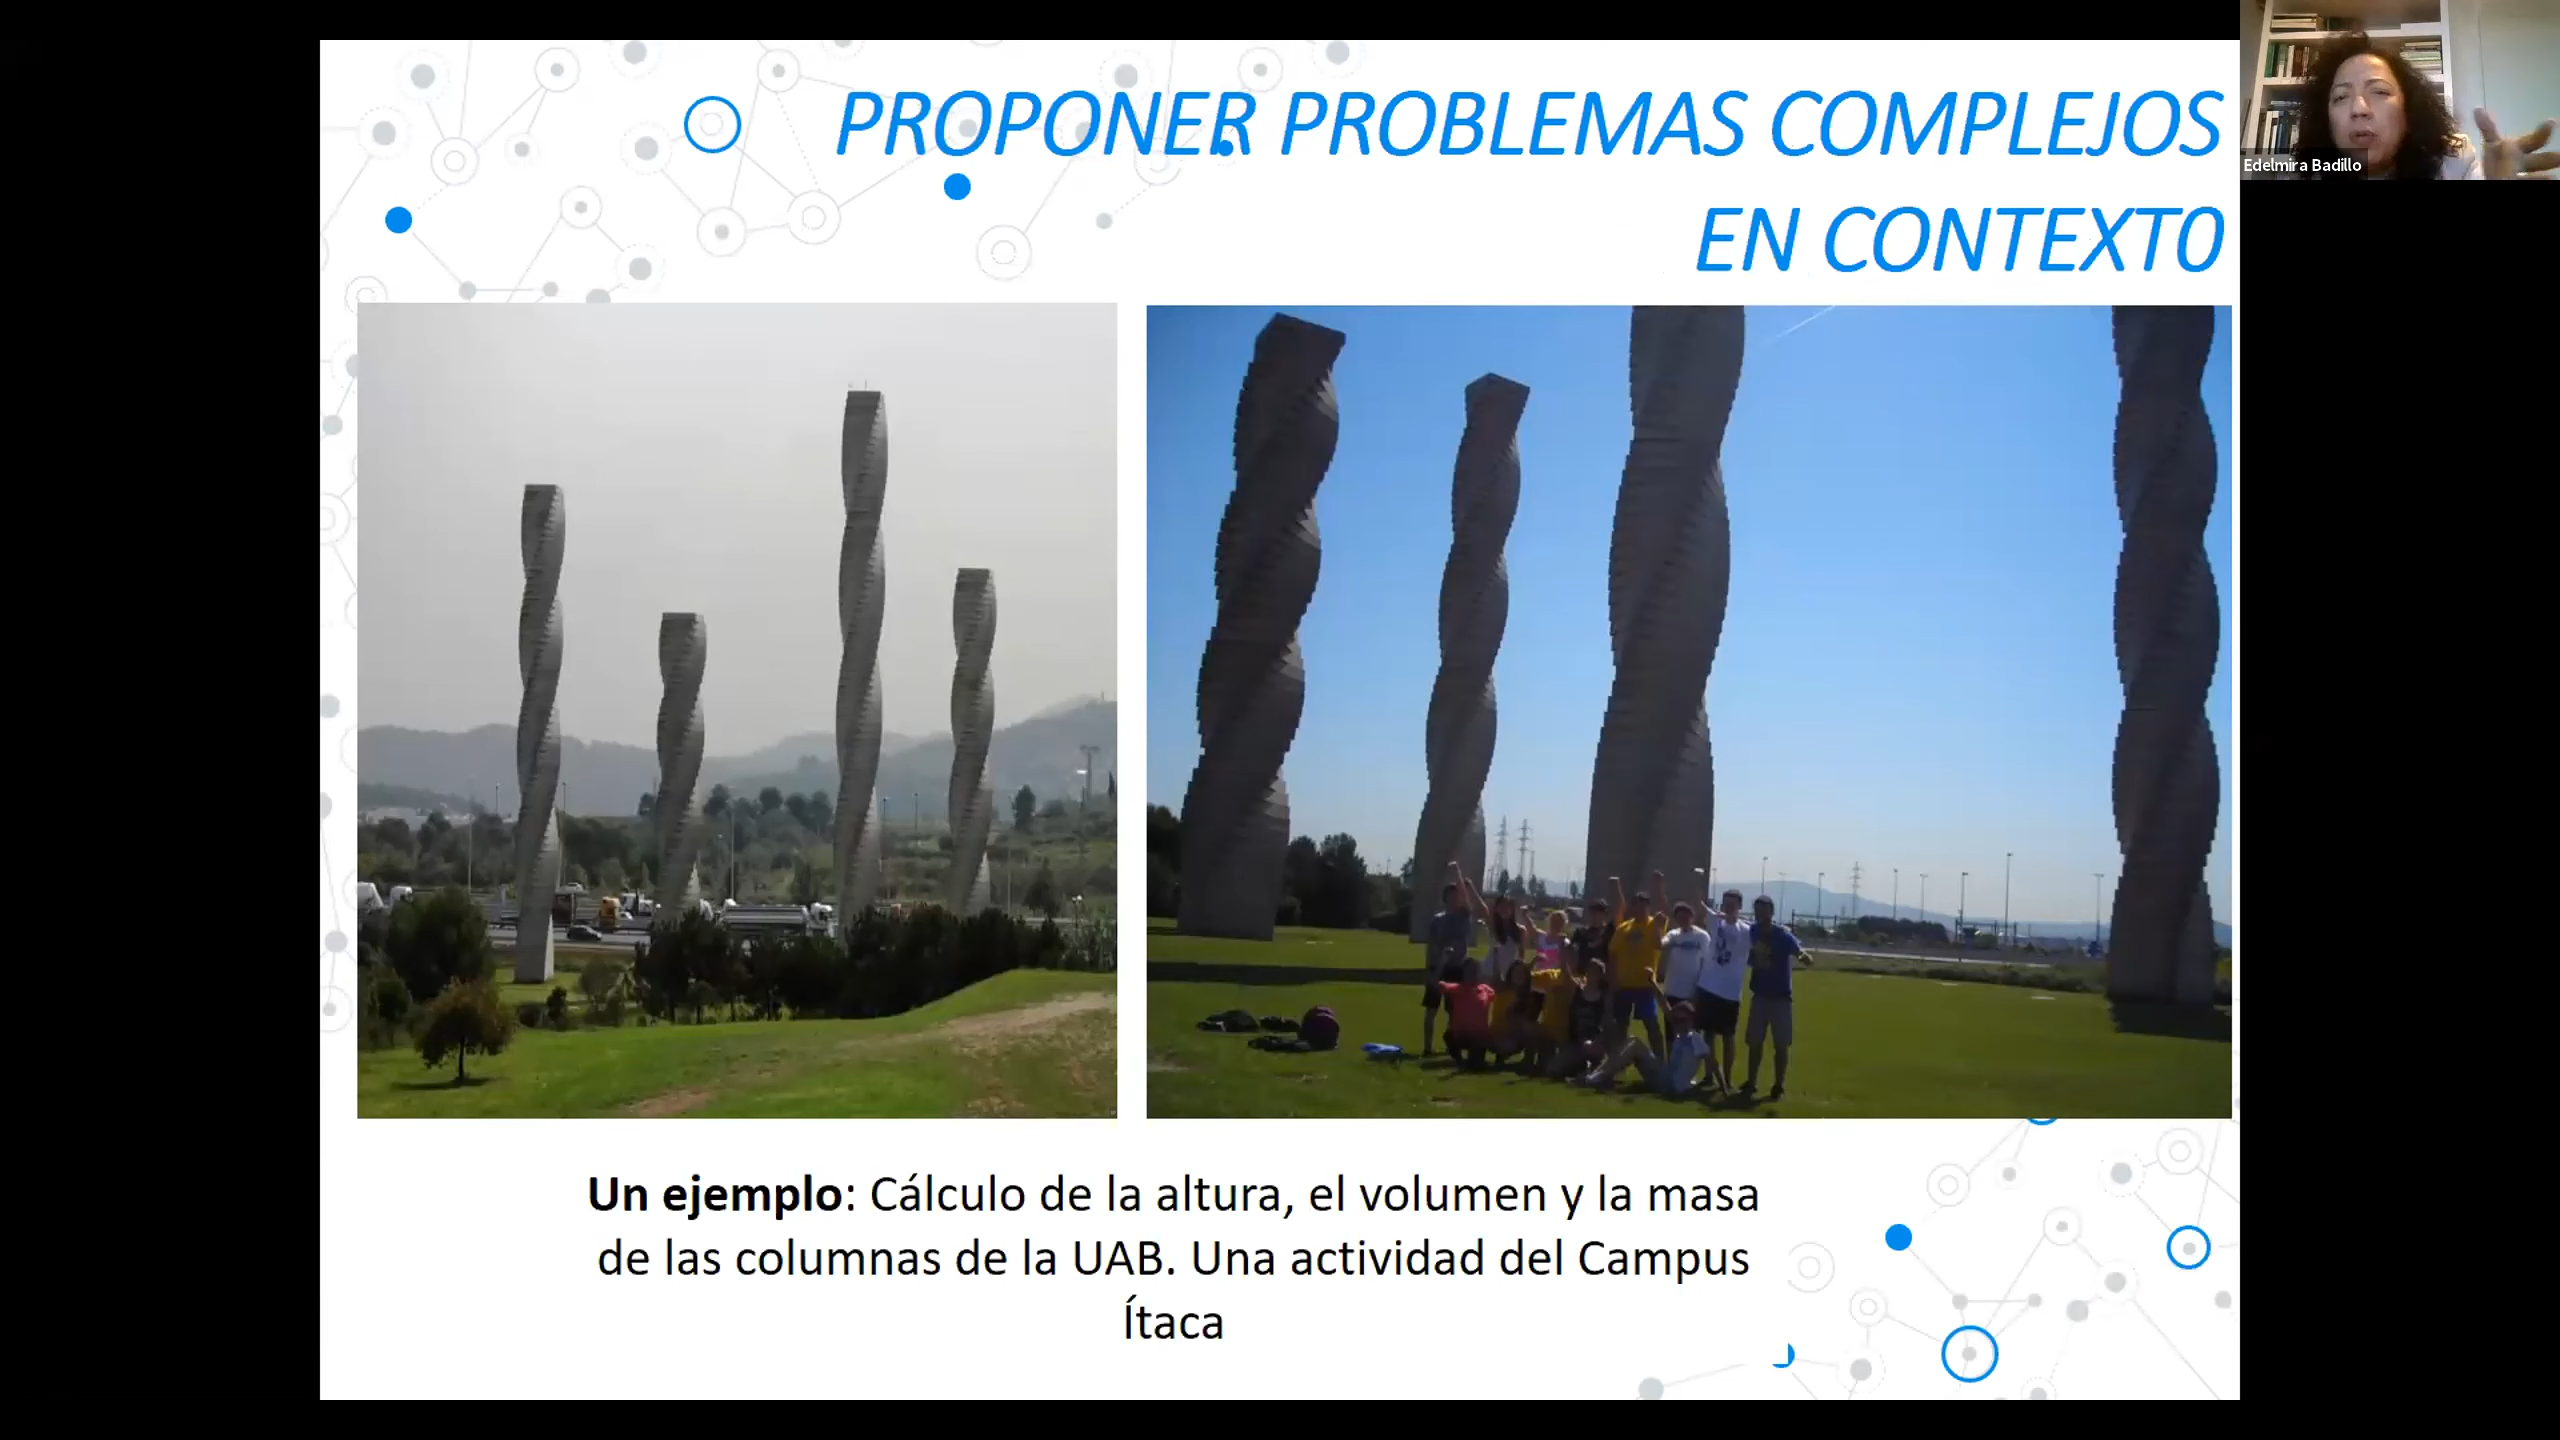 PROPONER PROBLEMAS COMPLEJOS
EN CONTEXT0
Edelmira Badillo
Un ejemplo: Cálculo de la altura, el volumen y la masa
de las columnas de la UAB. Una actividad del Campus
Ítaca